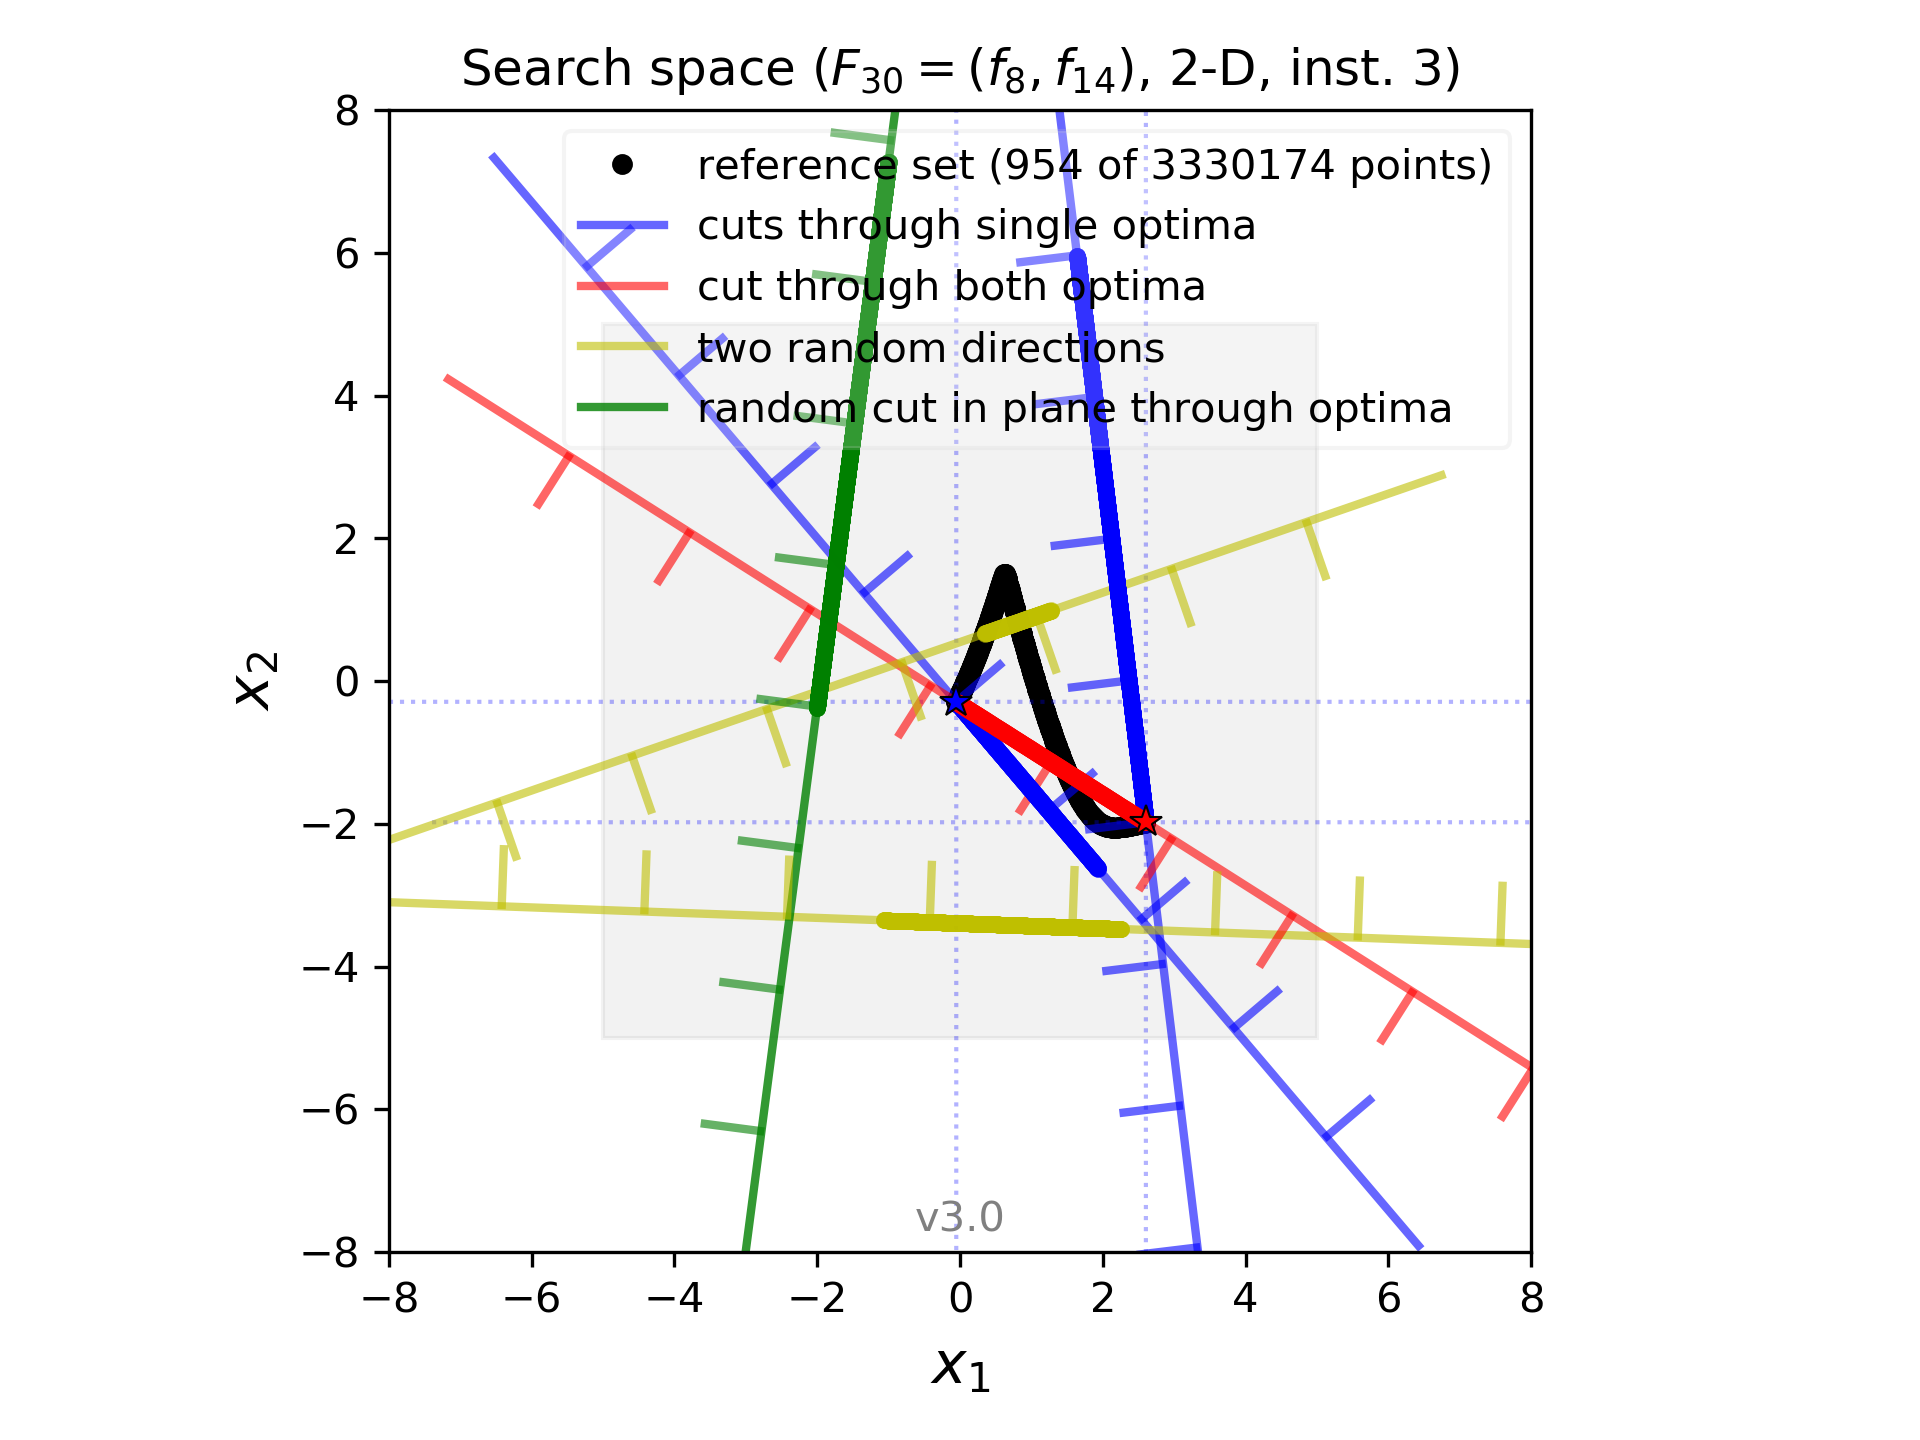 Search space (F30 = (f8, f14), 2-D, inst. 3)
reference set (954 of 3330174 points)
cuts through single optima
cut through both optima
two random directions
random cut in plane through optima
8
6
4
2
0
−2
−4
−6
−8
x2
v3.0
−8 −6 −4 −2 0 2 4 6 8
x1